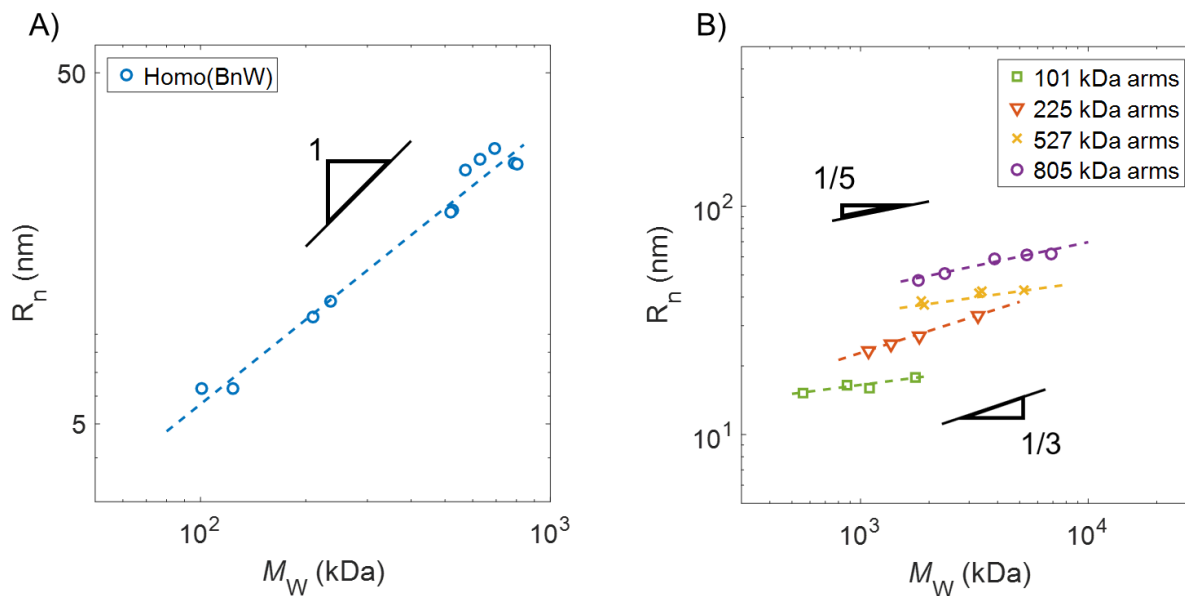 A)
50
Homo(BnW)
1
5
R_n (nm)
10^2
10^3
M_W (kDa)
B)
101 kDa arms
225 kDa arms
527 kDa arms
805 kDa arms
1/5
10^2
R_n (nm)
10^1
1/3
10^3
10^4
M_W (kDa)